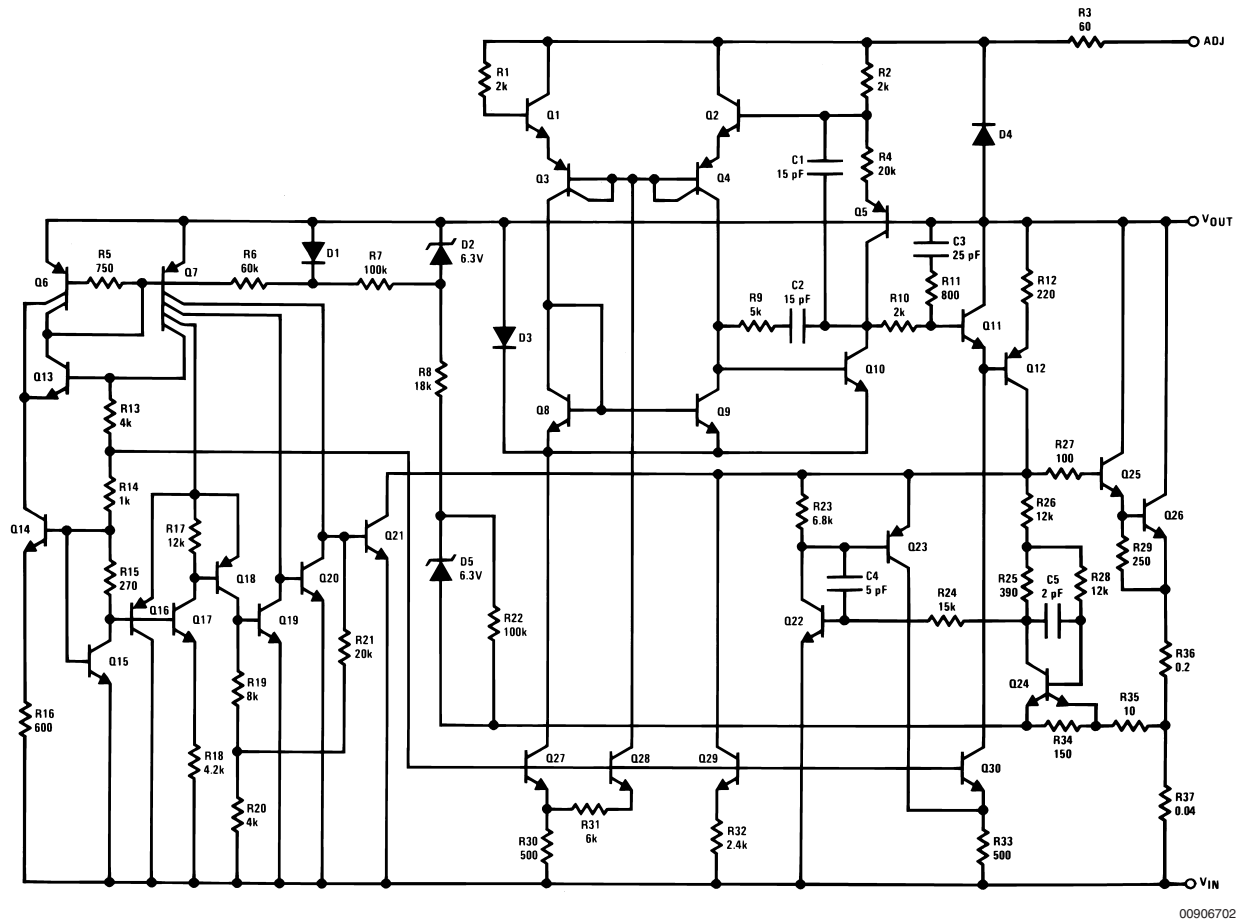 R3
60
ADJ
R1
2k
Q1
Q2
R2
2k
D4
C1
15 pF
R4
20k
Q3
Q4
Q5
VOUT
R5
750
Q6
Q7
R6
60k
D1
R7
100k
D2
6.3V
C3
25 pF
R11
800
R12
220
R9
5k
C2
15 pF
R10
2k
Q11
D3
Q12
Q13
R8
18k
Q10
R13
4k
Q8
Q9
R27
100
Q25
R14
1k
R17
12k
Q14
Q21
R23
6.8k
R26
12k
Q26
Q23
R29
250
R15
270
Q18
Q20
D5
6.3V
C4
5 pF
R25
390
C5
2 pF
R28
12k
Q16
Q17
Q19
R22
100k
Q22
R24
15k
R21
20k
Q15
R36
0.2
R19
8k
Q24
R35
10
R16
600
R34
150
R18
4.2k
Q27
Q28
Q29
Q30
R20
4k
R31
6k
R30
500
R32
2.4k
R33
500
R37
0.04
VIN
00906702